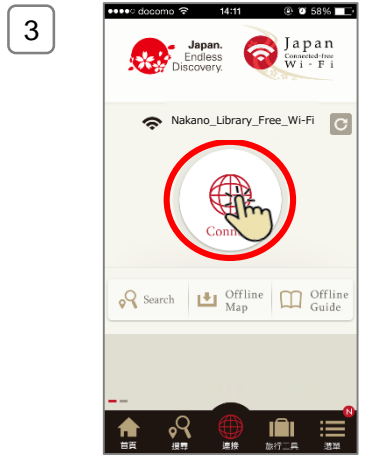 3
docomo 14:11 58%
Japan.
Endless
Discovery.
Japan
Connected-free
Wi-Fi
Nakano_Library_Free_Wi-Fi
Conne
Search
Offline
Map
Offline
Guide
N
首頁 搜尋 連接 旅行工具 選單